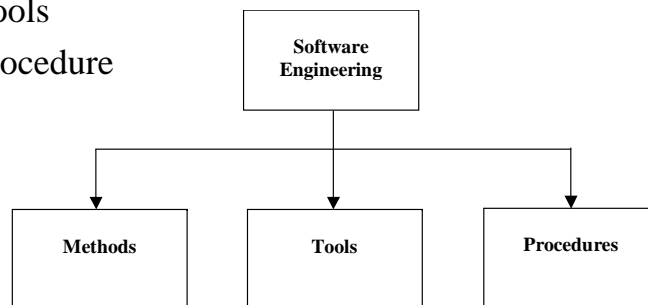 ools
ocedure
Software
Engineering
Methods
Tools
Procedures